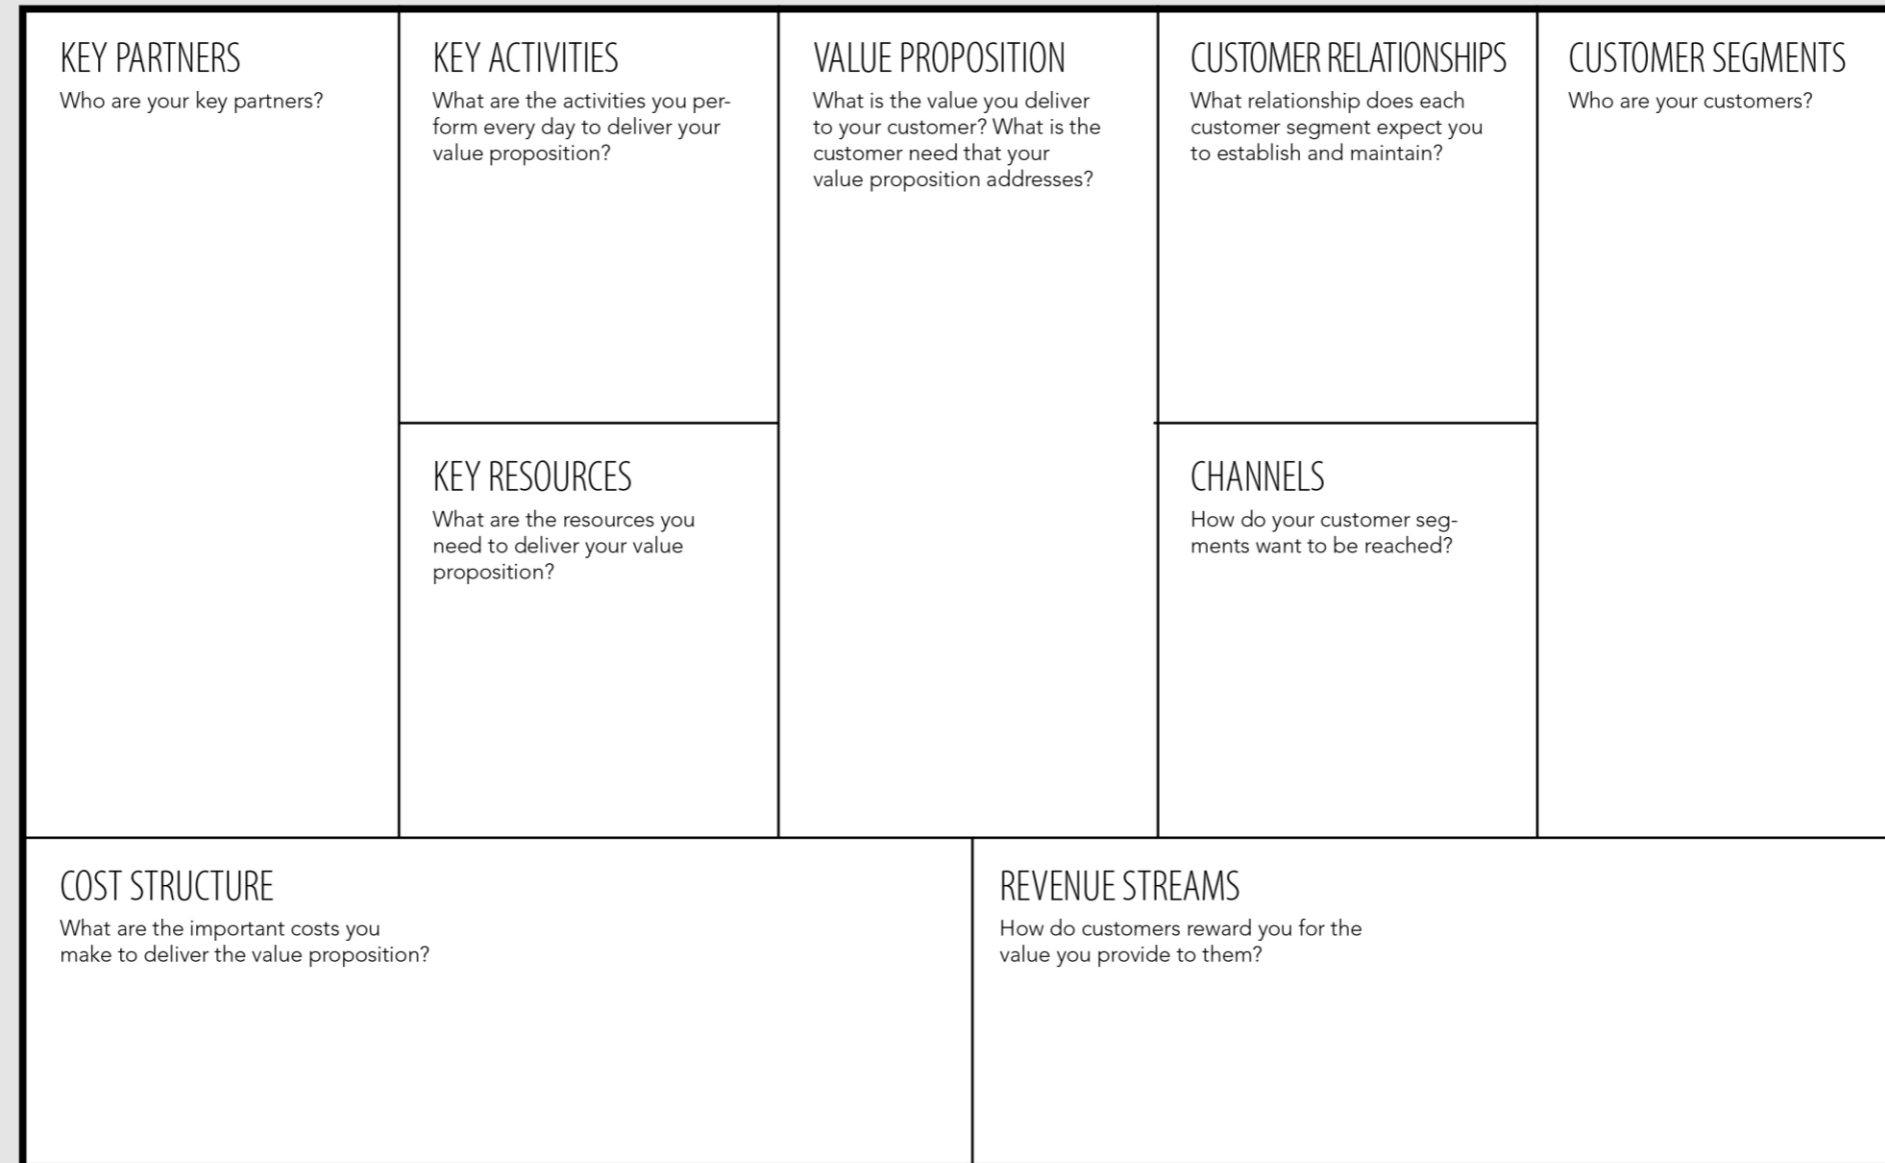 KEY PARTNERS
Who are your key partners?
KEY ACTIVITIES
What are the activities you per-
form every day to deliver your
value proposition?
KEY RESOURCES
What are the resources you
need to deliver your value
proposition?
VALUE PROPOSITION
What is the value you deliver
to your customer? What is the
customer need that your
value proposition addresses?
CUSTOMER RELATIONSHIPS
What relationship does each
customer segment expect you
to establish and maintain?
CHANNELS
How do your customer seg-
ments want to be reached?
CUSTOMER SEGMENTS
Who are your customers?
COST STRUCTURE
What are the important costs you
make to deliver the value proposition?
REVENUE STREAMS
How do customers reward you for the
value you provide to them?